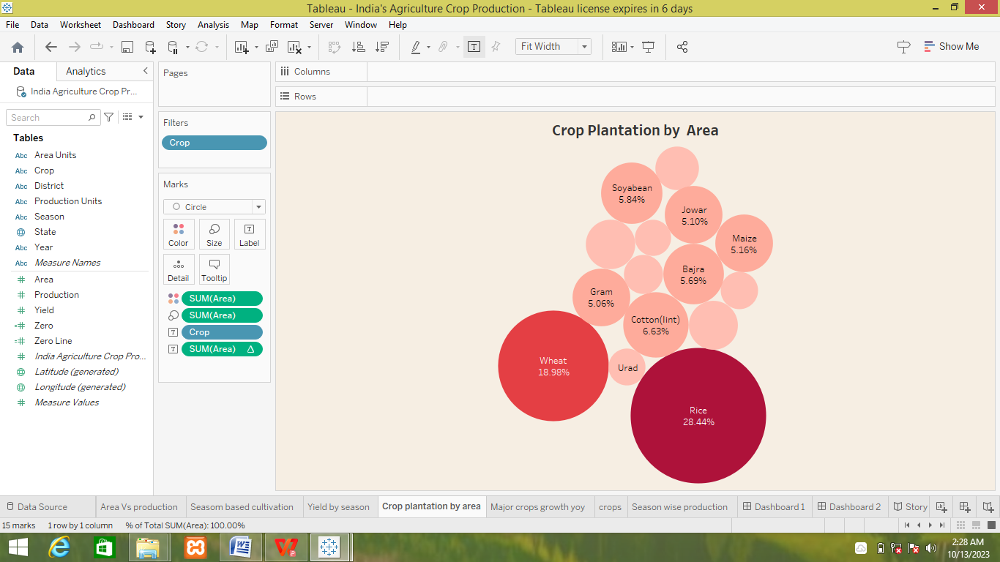 Tableau - India's Agriculture Crop Production - Tableau license expires in 6 days
File Data Worksheet Dashboard Story Analysis Map Format Server Window Help
Fit Width
Show Me
Data Analytics
India Agriculture Crop Pr...
Search
Tables
Abc Area Units
Abc Crop
Abc District
Abc Production Units
Abc Season
State
Abc Year
Abc Measure Names
Area
Production
Yield
Zero
Zero Line
India Agriculture Crop Pro...
Latitude (generated)
Longitude (generated)
Measure Values
Pages
Filters
Crop
Marks
Circle
Color Size Label
Detail Tooltip
SUM(Area)
SUM(Area)
Crop
SUM(Area)
Columns
Rows
Crop Plantation by Area
Soyabean
5.84%
Jowar
5.10%
Maize
5.16%
Bajra
5.69%
Gram
5.06%
Cotton(lint)
6.63%
Wheat
18.98%
Urad
Rice
28.44%
Data Source Area Vs production Seasom based cultivation Yield by season Crop plantation by area Major crops growth yoy crops Season wise production Dashboard 1 Dashboard 2 Story
15 marks 1 row by 1 column % of Total SUM(Area): 100.00%
2:28 AM
10/13/2023